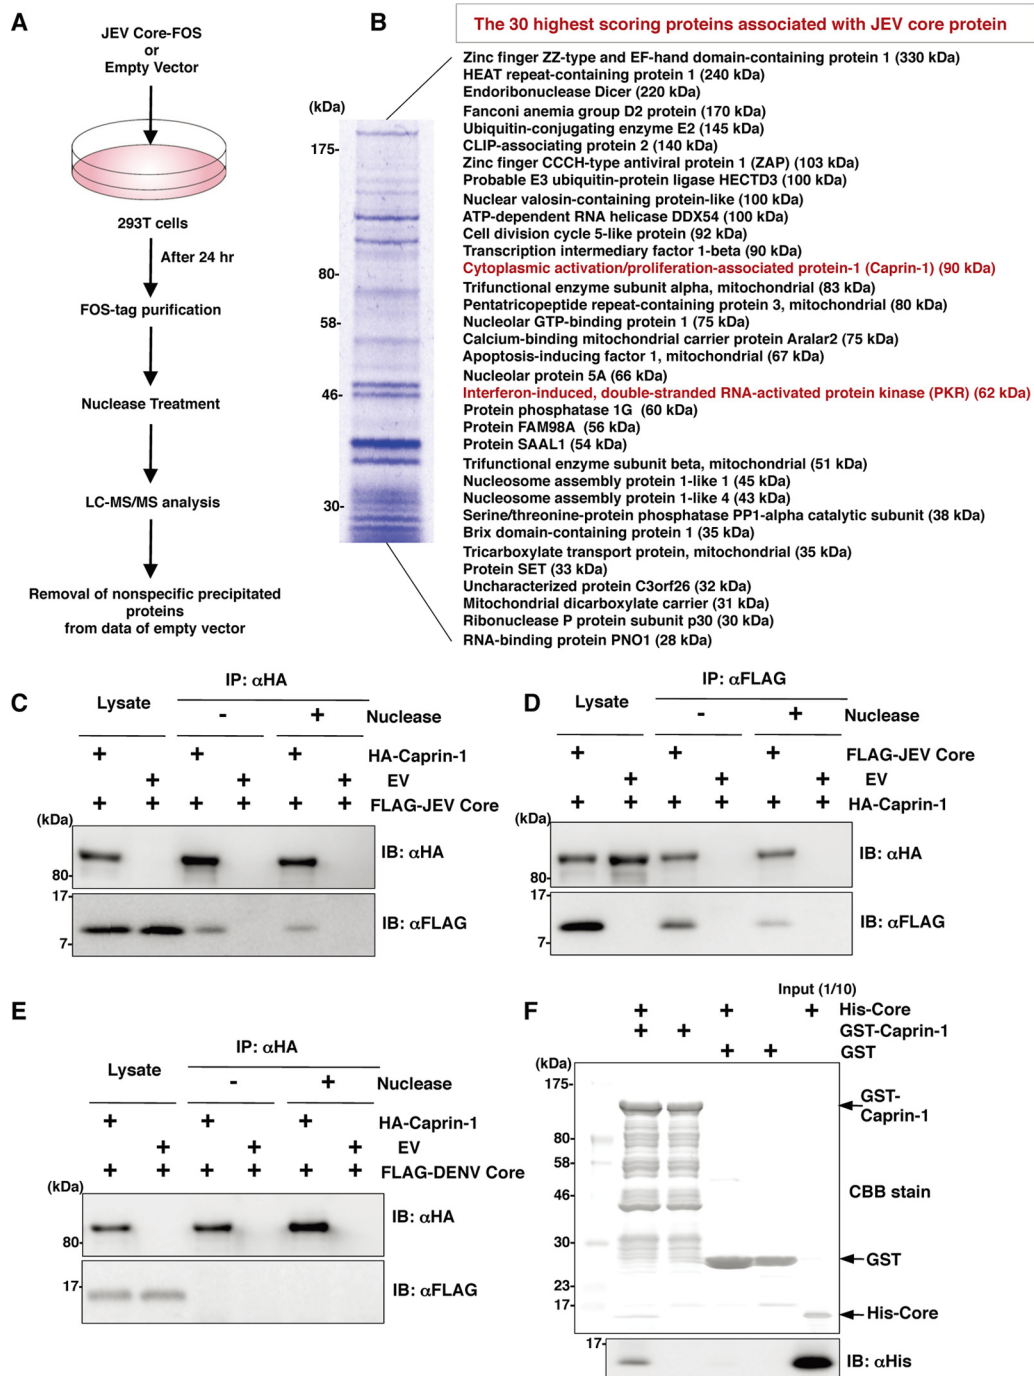 A
JEV Core-FOS
or
Empty Vector
293T cells
After 24 hr
FOS-tag purification
Nuclease Treatment
LC-MS/MS analysis
Removal of nonspecific precipitated
proteins
from data of empty vector
B
The 30 highest scoring proteins associated with JEV core protein
(kDa)
175-
80-
58-
46-
30-
Zinc finger ZZ-type and EF-hand domain-containing protein 1 (330 kDa)
HEAT repeat-containing protein 1 (240 kDa)
Endoribonuclease Dicer (220 kDa)
Fanconi anemia group D2 protein (170 kDa)
Ubiquitin-conjugating enzyme E2 (145 kDa)
CLIP-associating protein 2 (140 kDa)
Zinc finger CCCH-type antiviral protein 1 (ZAP) (103 kDa)
Probable E3 ubiquitin-protein ligase HECTD3 (100 kDa)
Nuclear valosin-containing protein-like (100 kDa)
ATP-dependent RNA helicase DDX54 (100 kDa)
Cell division cycle 5-like protein (92 kDa)
Transcription intermediary factor 1-beta (90 kDa)
Cytoplasmic activation/proliferation-associated protein-1 (Caprin-1) (90 kDa)
Trifunctional enzyme subunit alpha, mitochondrial (83 kDa)
Pentatricopeptide repeat-containing protein 3, mitochondrial (80 kDa)
Nucleolar GTP-binding protein 1 (75 kDa)
Calcium-binding mitochondrial carrier protein Aralar2 (75 kDa)
Apoptosis-inducing factor 1, mitochondrial (67 kDa)
Nucleolar protein 5A (66 kDa)
Interferon-induced, double-stranded RNA-activated protein kinase (PKR) (62 kDa)
Protein phosphatase 1G (60 kDa)
Protein FAM98A (56 kDa)
Protein SAAL1 (54 kDa)
Trifunctional enzyme subunit beta, mitochondrial (51 kDa)
Nucleosome assembly protein 1-like 1 (45 kDa)
Nucleosome assembly protein 1-like 4 (43 kDa)
Serine/threonine-protein phosphatase PP1-alpha catalytic subunit (38 kDa)
Brix domain-containing protein 1 (35 kDa)
Tricarboxylate transport protein, mitochondrial (35 kDa)
Protein SET (33 kDa)
Uncharacterized protein C3orf26 (32 kDa)
Mitochondrial dicarboxylate carrier (31 kDa)
Ribonuclease P protein subunit p30 (30 kDa)
RNA-binding protein PNO1 (28 kDa)
C
IP: αHA
Lysate
- + Nuclease
+ + + HA-Caprin-1
+ + + EV
+ + + + + + FLAG-JEV Core
(kDa)
IB: αHA
80-
17-
IB: αFLAG
7-
D
IP: αFLAG
Lysate
- + Nuclease
+ + + FLAG-JEV Core
+ + + EV
+ + + + + + HA-Caprin-1
(kDa)
IB: αHA
80-
17-
IB: αFLAG
7-
E
IP: αHA
Lysate
- + Nuclease
+ + + HA-Caprin-1
+ + + EV
+ + + + + + FLAG-DENV Core
(kDa)
IB: αHA
80-
17-
IB: αFLAG
F
Input (1/10)
+ + + His-Core
+ + GST-Caprin-1
+ + GST
(kDa)
175-
GST-
Caprin-1
80-
58-
CBB stain
46-
30-
GST
23-
17-
His-Core
17-
IB: αHis